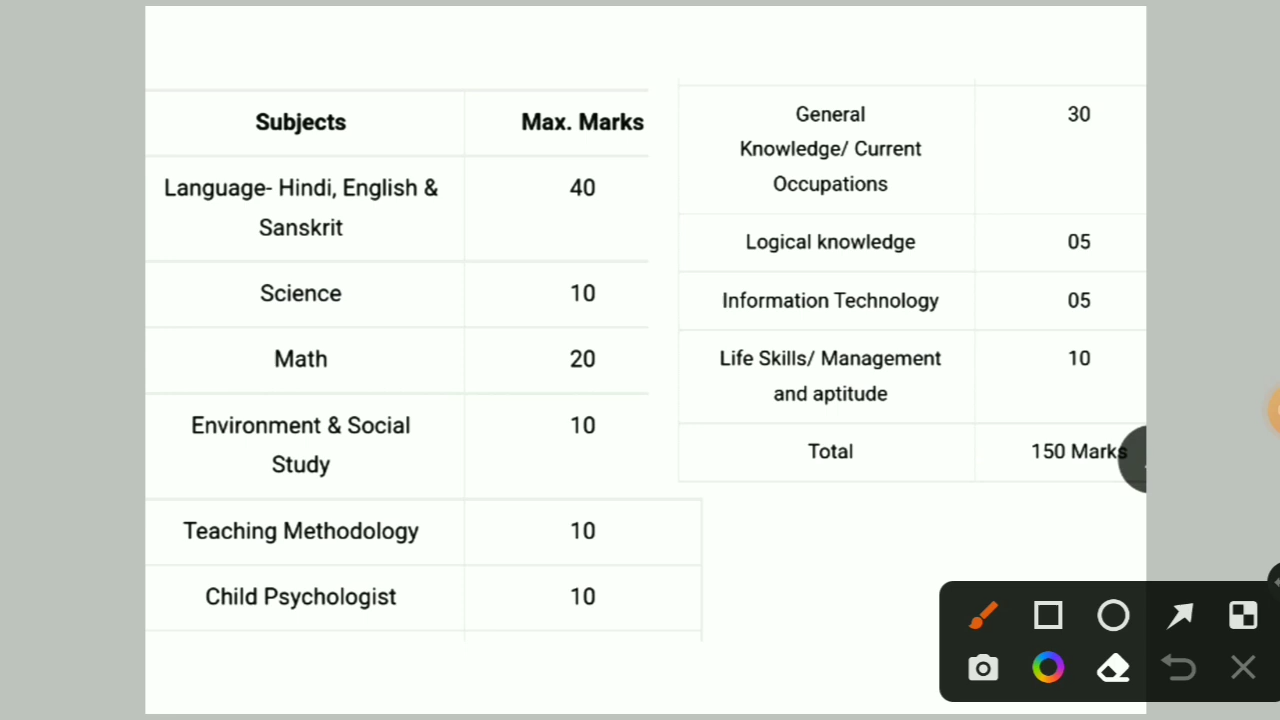 Subjects Max. Marks
Language- Hindi, English & 40
Sanskrit
Science 10
Math 20
Environment & Social 10
Study
Teaching Methodology 10
Child Psychologist 10
General 30
Knowledge/ Current
Occupations
Logical knowledge 05
Information Technology 05
Life Skills/ Management 10
and aptitude
Total 150 Marks